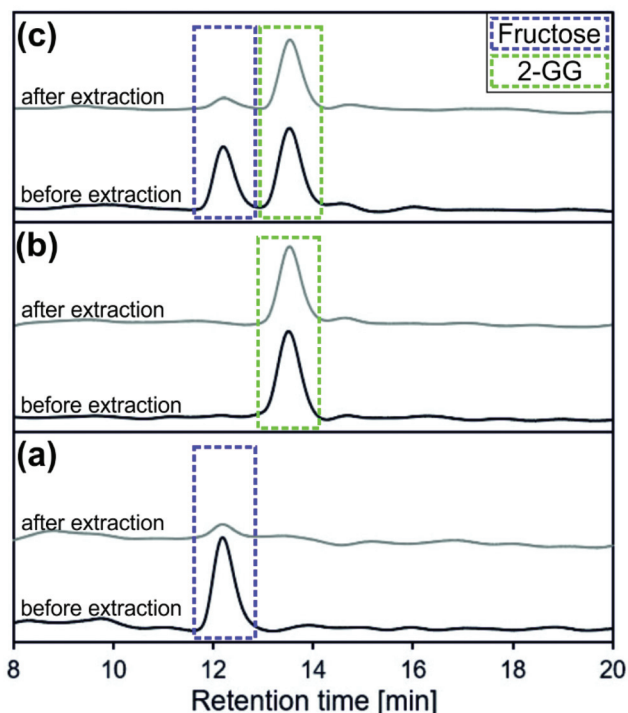 (c)
Fructose
2-GG
after extraction
before extraction
(b)
after extraction
before extraction
(a)
after extraction
before extraction
8 10 12 14 16 18 20
Retention time [min]